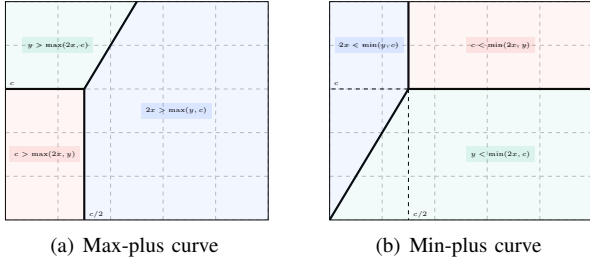 y > max(2x, c)
c
2x > max(y, c)
c > max(2x, y)
c/2
2x < min(y, c)
c < min(2x, y)
c
y < min(2x, c)
c/2
(a) Max-plus curve
(b) Min-plus curve